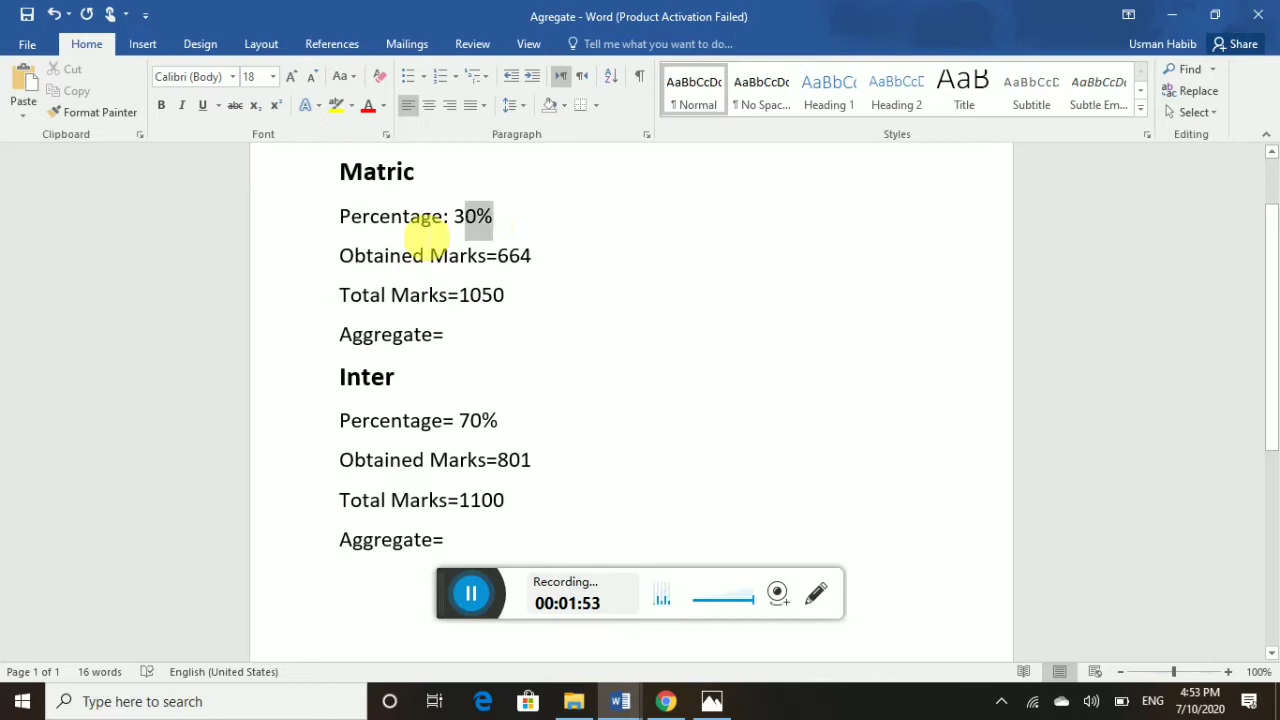 Agregate - Word (Product Activation Failed)
File Home Insert Design Layout References Mailings Review View Tell me what you want to do... Usman Habib Share
Paste
Cut
Copy
Format Painter
Clipboard
Calibri (Body) 18
Font
Paragraph
AaBbCcDc AaBbCcDc AaBbCc AaBbCcD AaB AaBbCcD AaBbCcDc
¶ Normal ¶ No Spac... Heading 1 Heading 2 Title Subtitle Subtle Em...
Styles
Find
Replace
Select
Editing
Matric
Percentage: 30%
Obtained Marks=664
Total Marks=1050
Aggregate=
Inter
Percentage= 70%
Obtained Marks=801
Total Marks=1100
Aggregate=
Recording...
00:01:53
Page 1 of 1 16 words English (United States) 100%
Type here to search
ENG
4:53 PM
7/10/2020